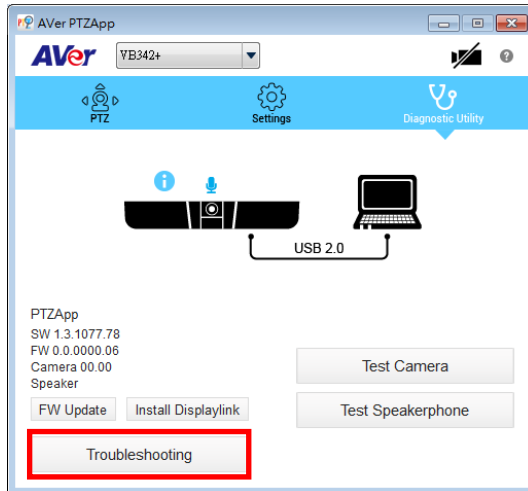 AVer PTZApp
AVer VB342+ ?
PTZ Settings Diagnostic Utility
i
USB 2.0
PTZApp
SW 1.3.1077.78
FW 0.0.0000.06
Camera 00.00
Speaker
Test Camera
FW Update Install Displaylink Test Speakerphone
Troubleshooting